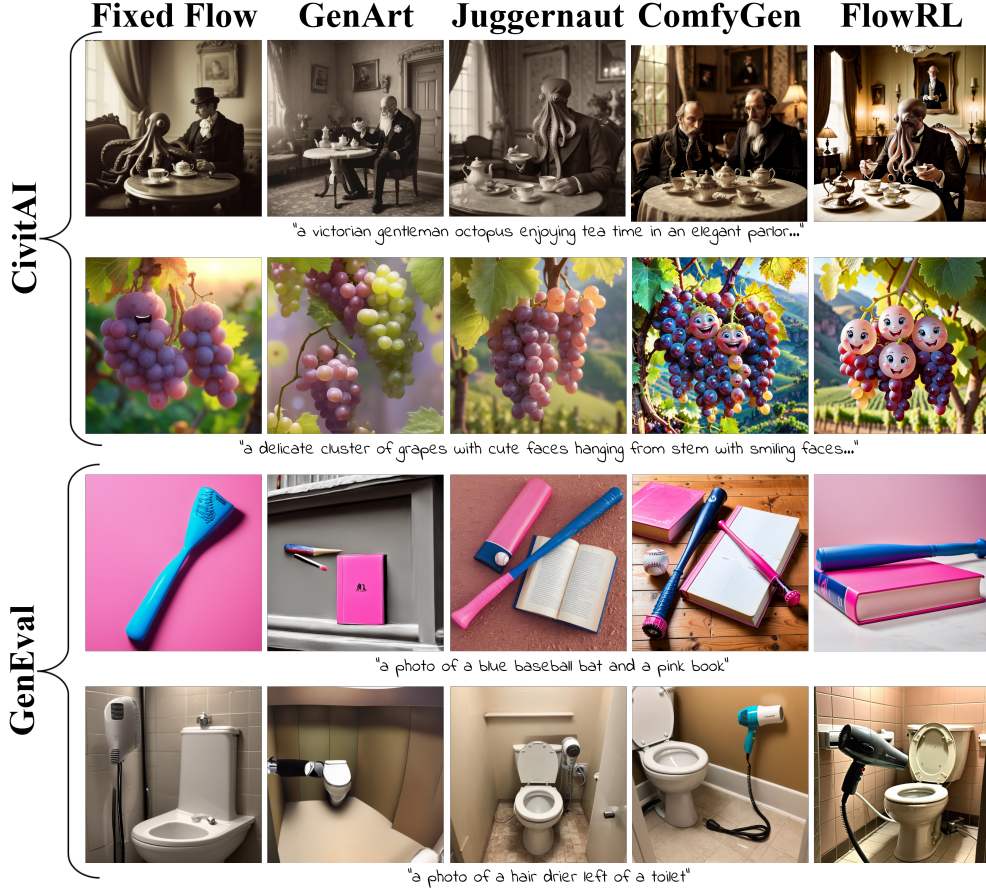 Fixed Flow GenArt Juggernaut ComfyGen FlowRL
CivitAI
"a victorian gentleman octopus enjoying tea time in an elegant parlor..."
"a delicate cluster of grapes with cute faces hanging from stem with smiling faces..."
GenEval
"a photo of a blue baseball bat and a pink book"
"a photo of a hair drier left of a toilet"